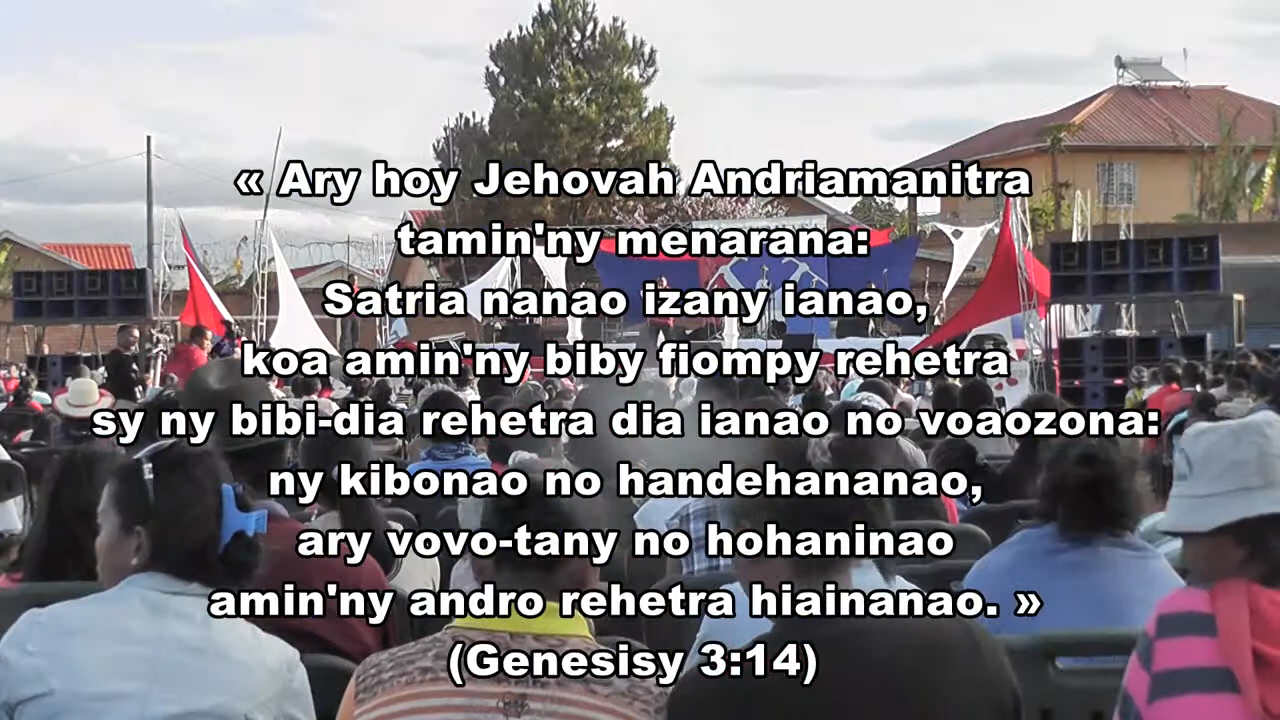 « Ary hoy Jehovah Andriamanitra
tamin'ny menarana:
Satria nanao izany ianao,
koa amin'ny biby fiompy rehetra
sy ny bibi-dia rehetra dia ianao no voaozona:
ny kibonao no handehananao,
ary vovo-tany no hohaninao
amin'ny andro rehetra hiainanao. »
(Genesisy 3:14)